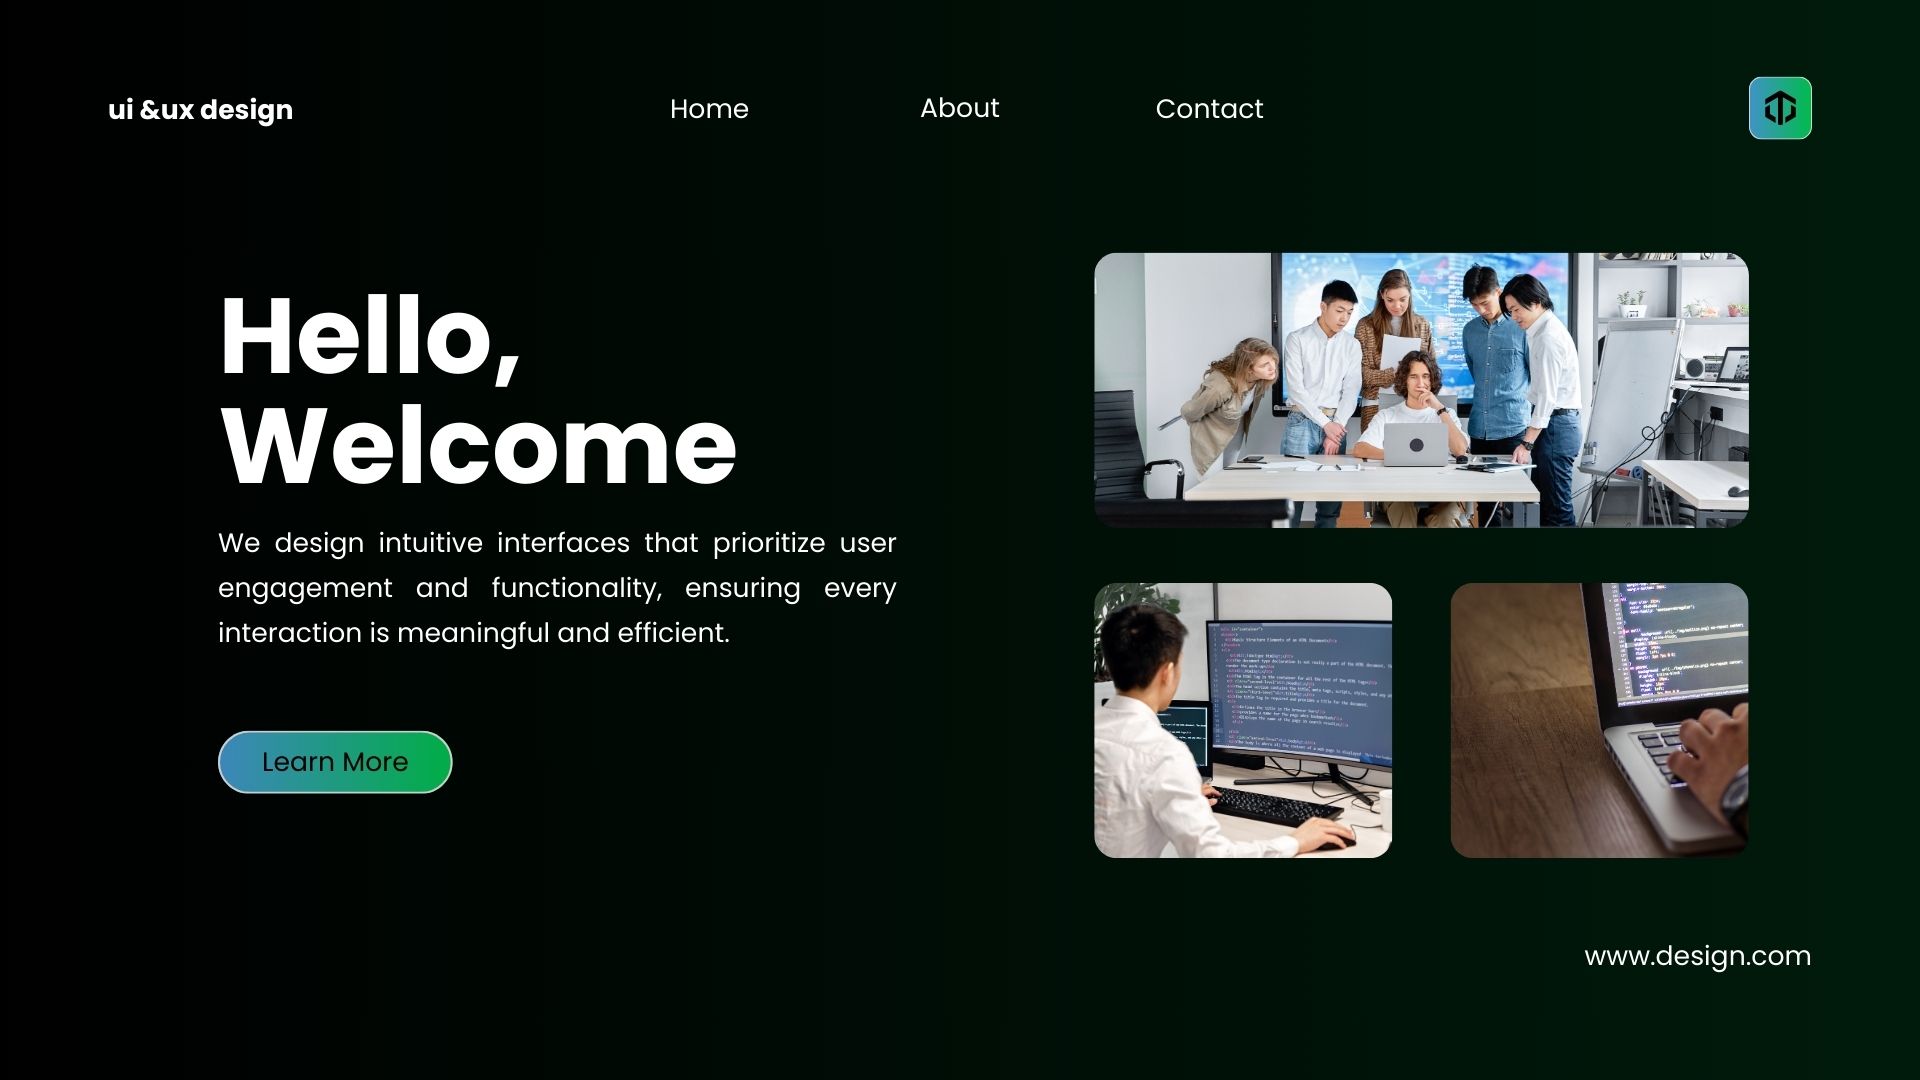 ui &ux design
Home
About
Contact
Hello,
Welcome
We design intuitive interfaces that prioritize user
engagement and functionality, ensuring every
interaction is meaningful and efficient.
Learn More
www.design.com